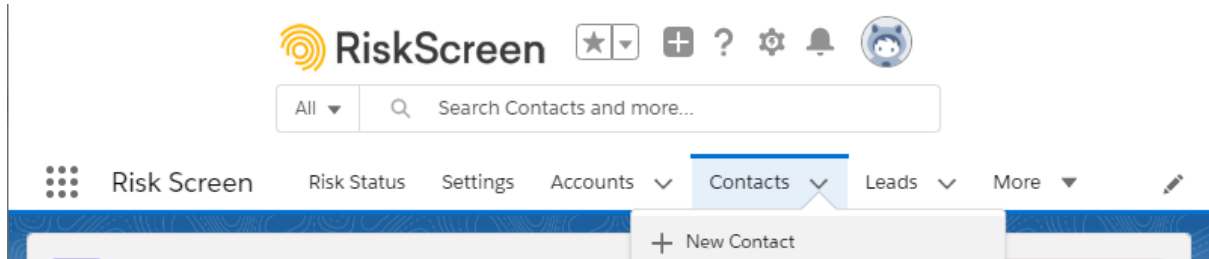 RiskScreen
All Search Contacts and more...
Risk Screen Risk Status Settings Accounts Contacts Leads More
New Contact